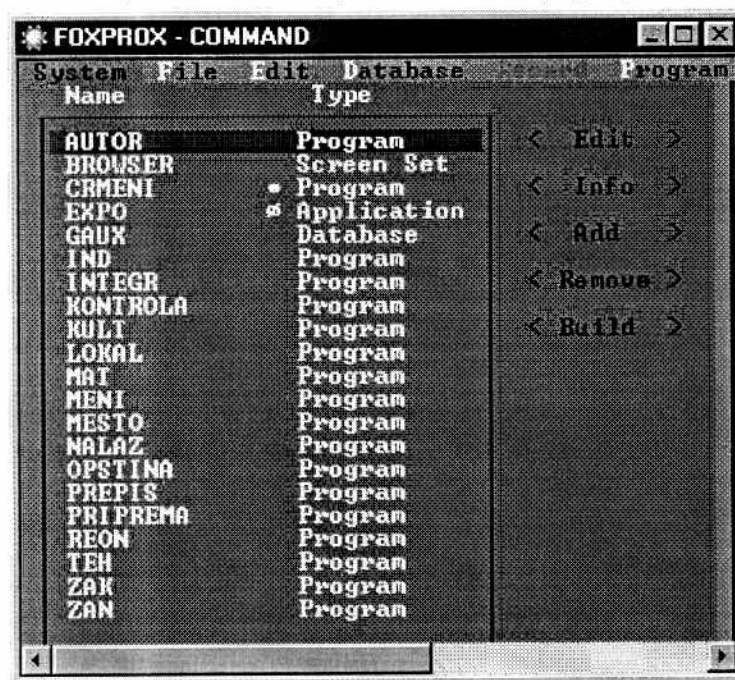 FOXPROX - COMMAND
System File Edit Database Record Program
Name Type
AUTOR Program < Edit >
BROWSER Screen Set
CRMENI • Program < Info >
EXPO ø Application
GAUX Database < Add >
IND Program
INTEGR Program < Remove >
KONTROLA Program
KULT Program < Build >
LOKAL Program
MAT Program
MENI Program
MESTO Program
NALAZ Program
OPSTINA Program
PREPIS Program
PRIPREMA Program
REON Program
TEH Program
ZAK Program
ZAN Program